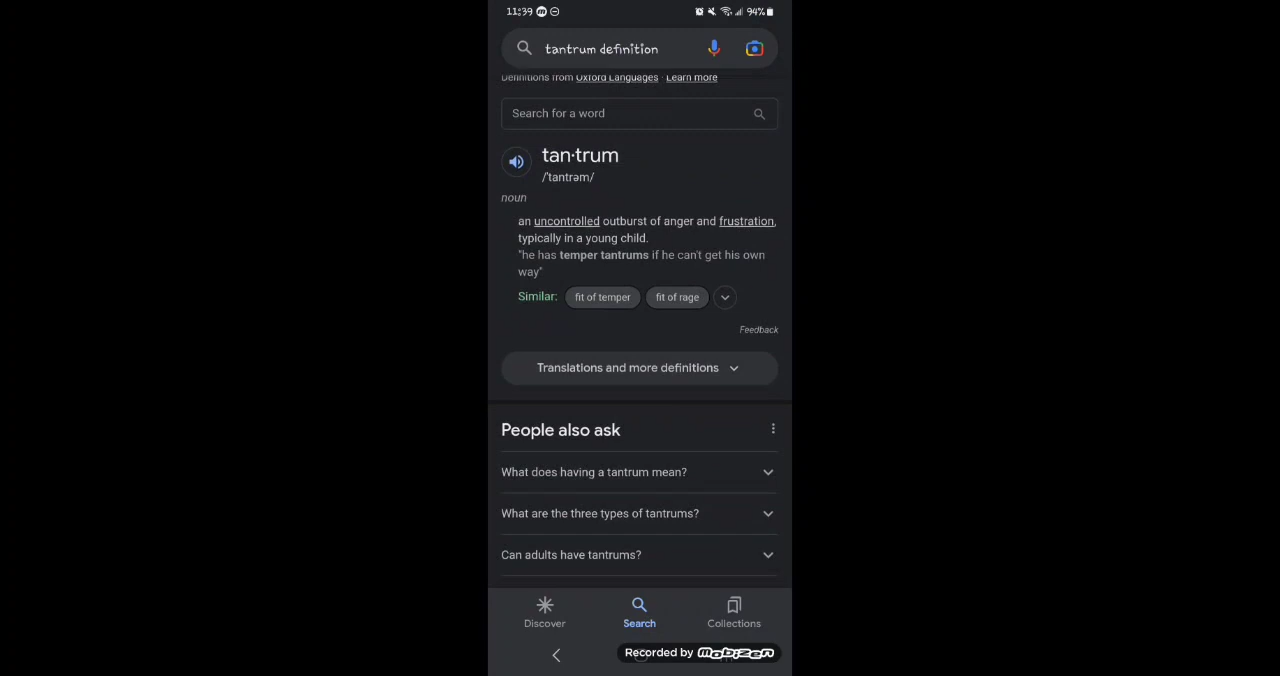 11:39 94%
tantrum definition
Definitions from Oxford Languages · Learn more
Search for a word
tan·trum
/ˈtantrəm/
noun
an uncontrolled outburst of anger and frustration,
typically in a young child.
"he has temper tantrums if he can't get his own
way"
Similar: fit of temper fit of rage
Feedback
Translations and more definitions
People also ask
What does having a tantrum mean?
What are the three types of tantrums?
Can adults have tantrums?
Discover Search Collections
Recorded by mobizen